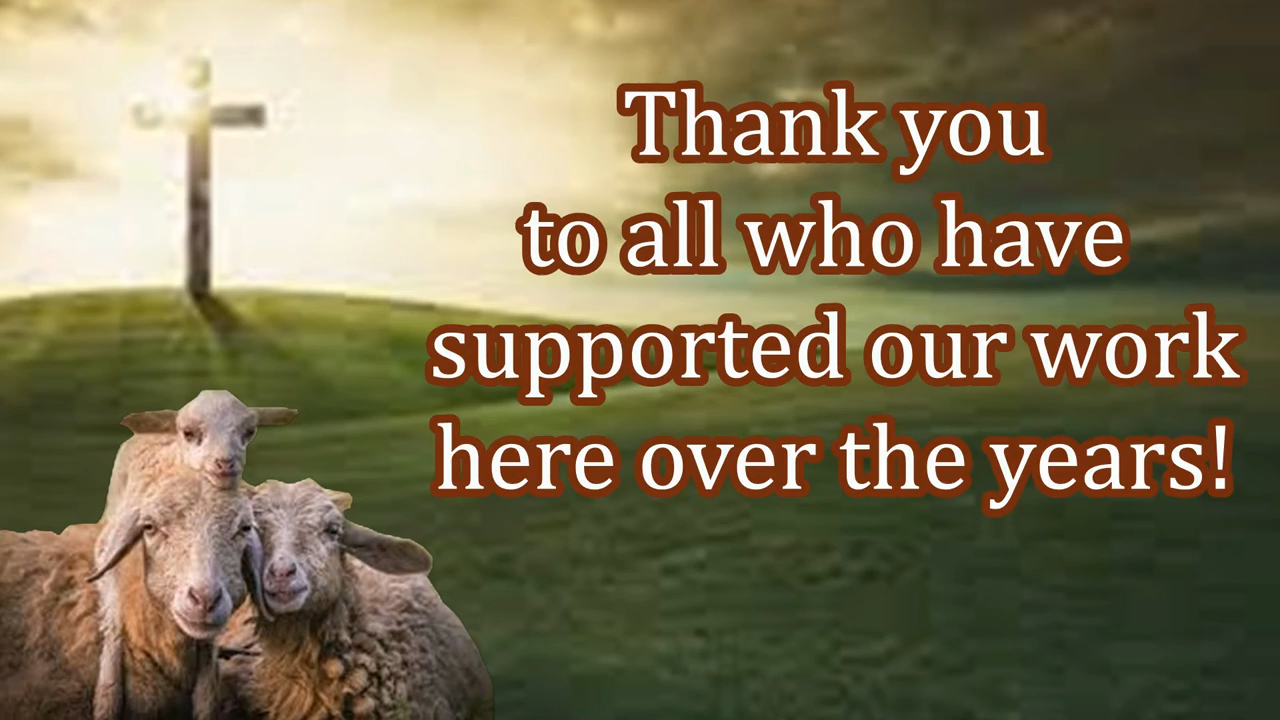 Thank you
to all who have
supported our work
here over the years!